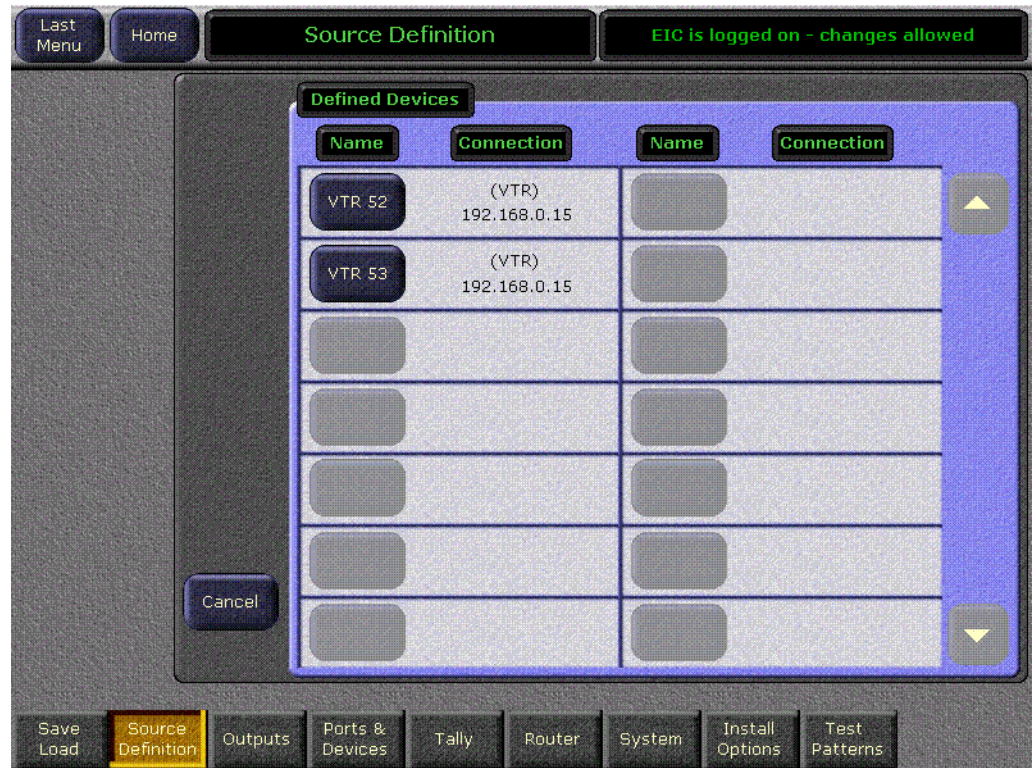 Last
Menu
Home
Source Definition
EIC is logged on - changes allowed
Defined Devices
Name
Connection
Name
Connection
VTR 52
(VTR)
192.168.0.15
VTR 53
(VTR)
192.168.0.15
Cancel
Save
Load
Source
Definition
Outputs
Ports &
Devices
Tally
Router
System
Install
Options
Test
Patterns